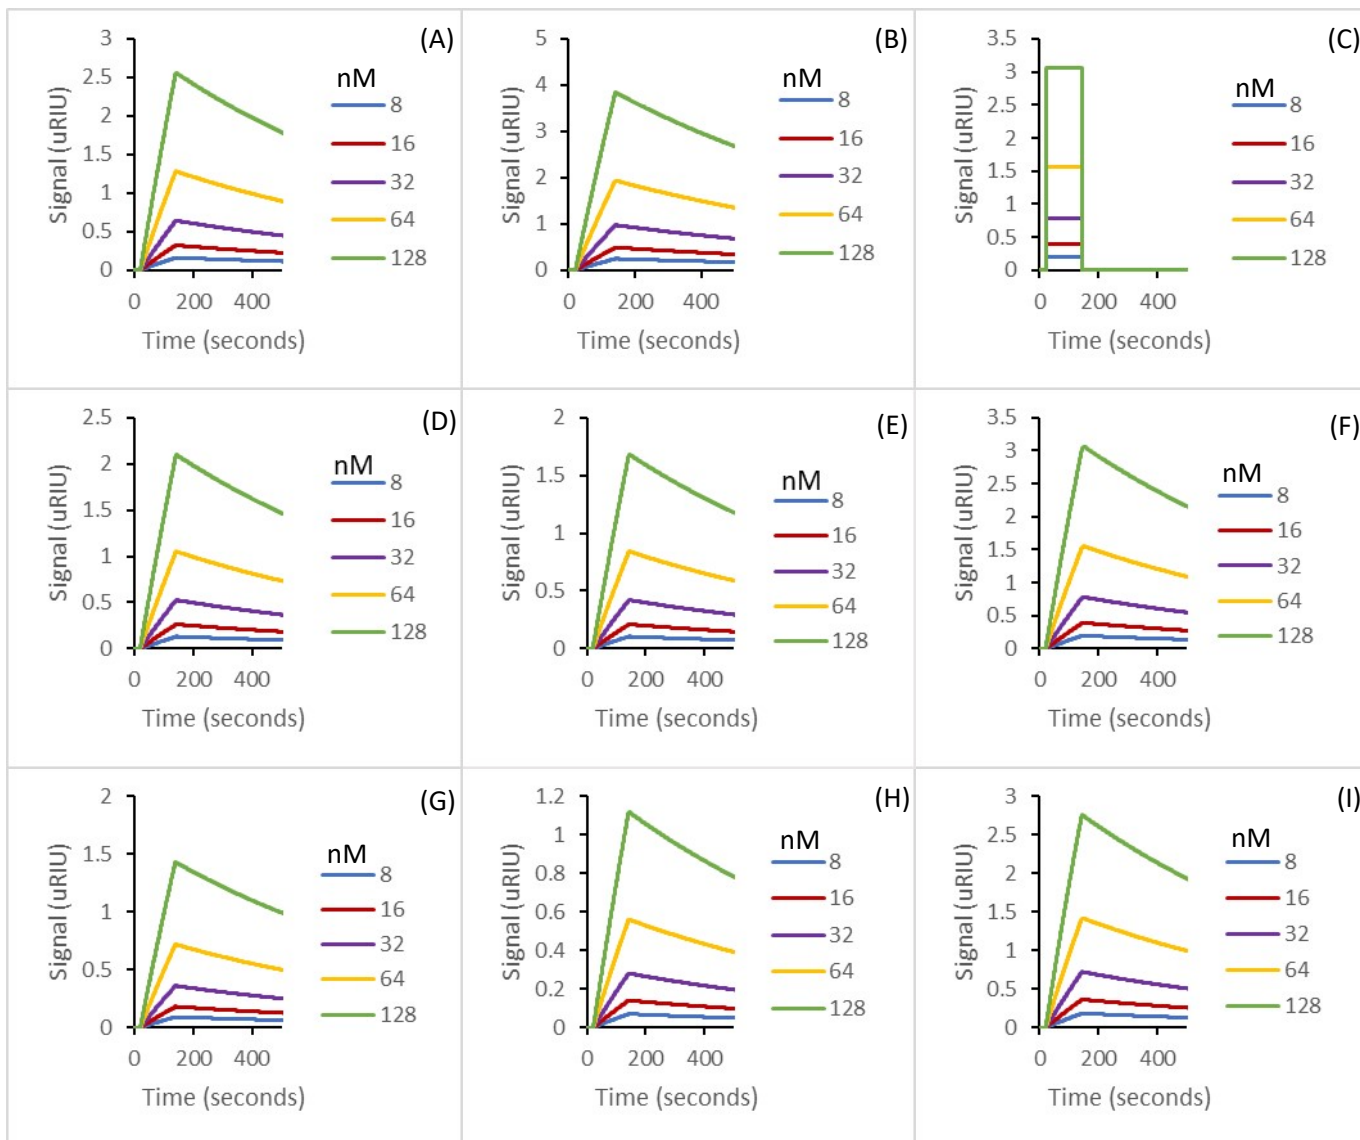 (A)
3
2.5
2
1.5
1
0.5
0
Signal (uRIU)
0 200 400
Time (seconds)
nM
8
16
32
64
128
(B)
5
4
3
2
1
0
Signal (uRIU)
0 200 400
Time (seconds)
nM
8
16
32
64
128
(C)
3.5
3
2.5
2
1.5
1
0.5
0
Signal (uRIU)
0 200 400
Time (seconds)
nM
8
16
32
64
128
(D)
2.5
2
1.5
1
0.5
0
Signal (uRIU)
0 200 400
Time (seconds)
nM
8
16
32
64
128
(E)
2
1.5
1
0.5
0
Signal (uRIU)
0 200 400
Time (seconds)
nM
8
16
32
64
128
(F)
3.5
3
2.5
2
1.5
1
0.5
0
Signal (uRIU)
0 200 400
Time (seconds)
nM
8
16
32
64
128
(G)
2
1.5
1
0.5
0
Signal (uRIU)
0 200 400
Time (seconds)
nM
8
16
32
64
128
(H)
1.2
1
0.8
0.6
0.4
0.2
0
Signal (uRIU)
0 200 400
Time (seconds)
nM
8
16
32
64
128
(I)
3
2.5
2
1.5
1
0.5
0
Signal (uRIU)
0 200 400
Time (seconds)
nM
8
16
32
64
128